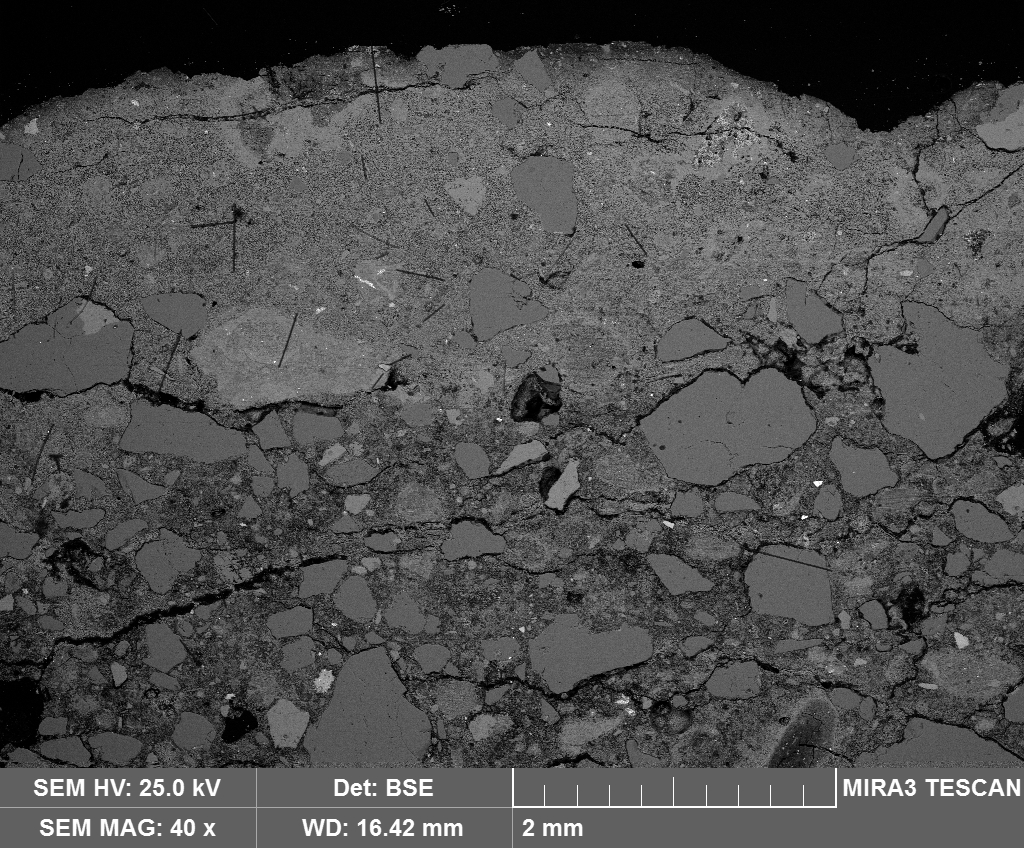 SEM HV: 25.0 kV Det: BSE MIRA3 TESCAN
SEM MAG: 40 x WD: 16.42 mm 2 mm